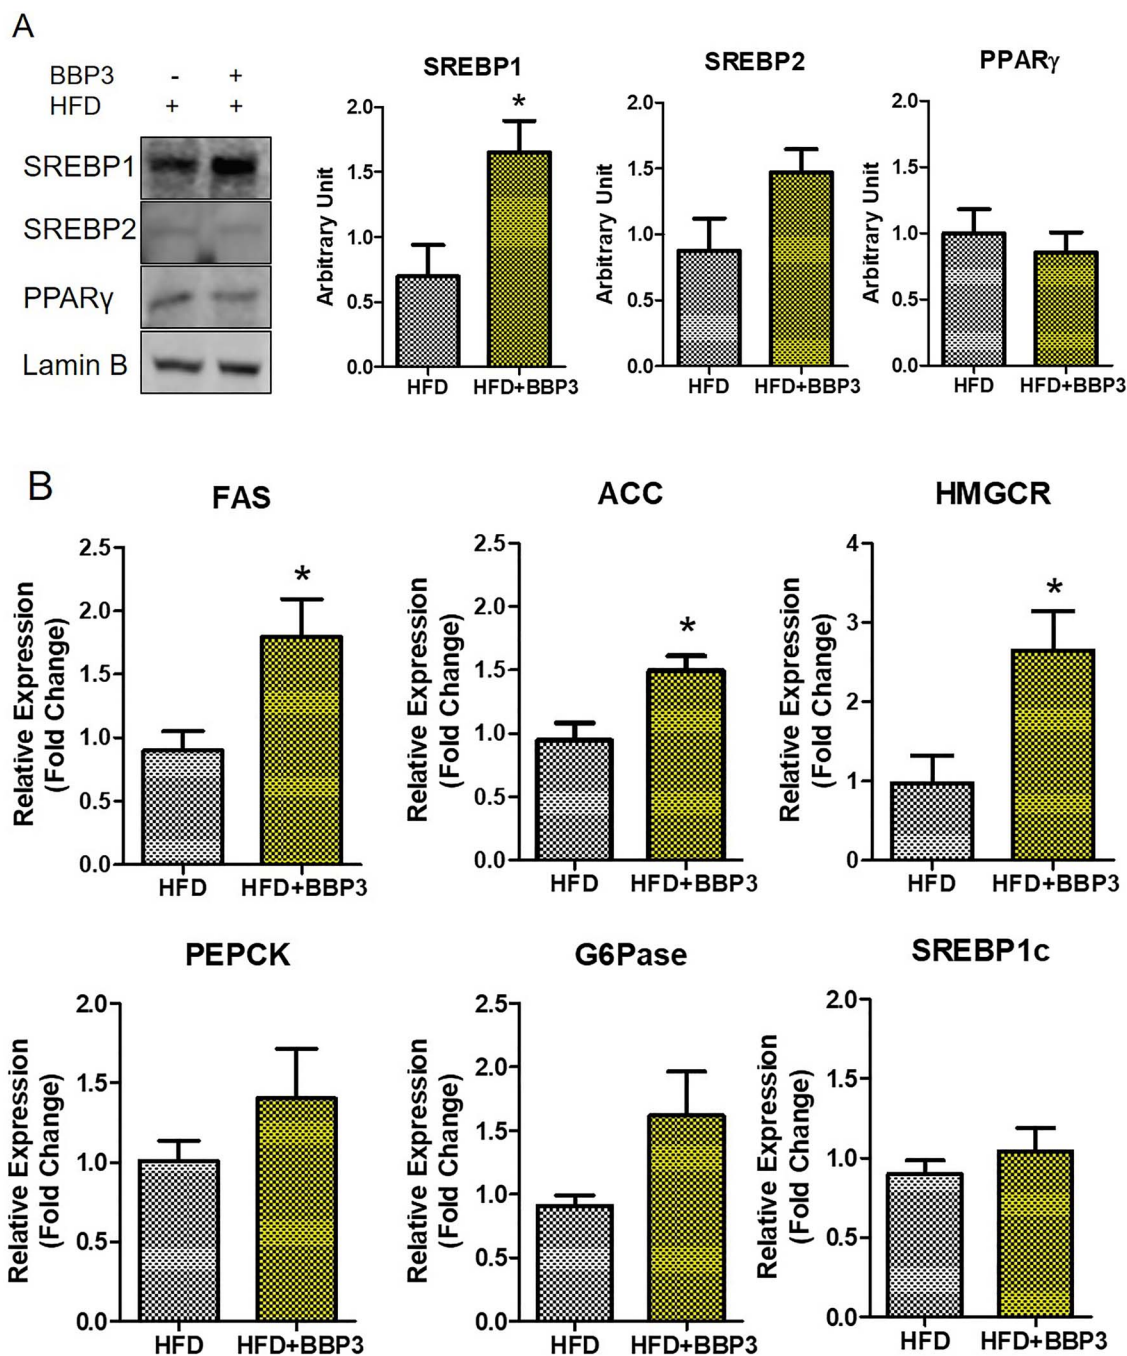 A
BBP3 - +
HFD + +
SREBP1
SREBP2
PPARγ
Lamin B
SREBP1
Arbitrary Unit
2.0
1.5
1.0
0.5
0.0
*
HFD HFD+BBP3
SREBP2
Arbitrary Unit
2.0
1.5
1.0
0.5
0.0
HFD HFD+BBP3
PPARγ
Arbitrary Unit
2.0
1.5
1.0
0.5
0.0
HFD HFD+BBP3
B
FAS
Relative Expression
(Fold Change)
2.5
2.0
1.5
1.0
0.5
0.0
*
HFD HFD+BBP3
ACC
Relative Expression
(Fold Change)
2.5
2.0
1.5
1.0
0.5
0.0
*
HFD HFD+BBP3
HMGCR
Relative Expression
(Fold Change)
4
3
2
1
0
*
HFD HFD+BBP3
PEPCK
Relative Expression
(Fold Change)
2.0
1.5
1.0
0.5
0.0
HFD HFD+BBP3
G6Pase
Relative Expression
(Fold Change)
2.5
2.0
1.5
1.0
0.5
0.0
HFD HFD+BBP3
SREBP1c
Relative Expression
(Fold Change)
2.0
1.5
1.0
0.5
0.0
HFD HFD+BBP3